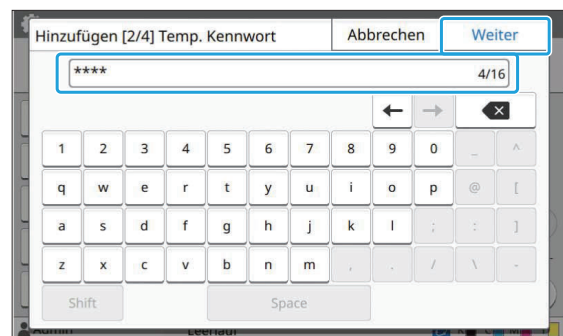 Hinzufügen [2/4] Temp. Kennwort Abbrechen Weiter
**** 4/16
← →
1 2 3 4 5 6 7 8 9 0 _ ^
q w e r t y u i o p @ [
a s d f g h j k l ; : ]
z x c v b n m , . / \ -
Shift Space
Admin Leerlauf